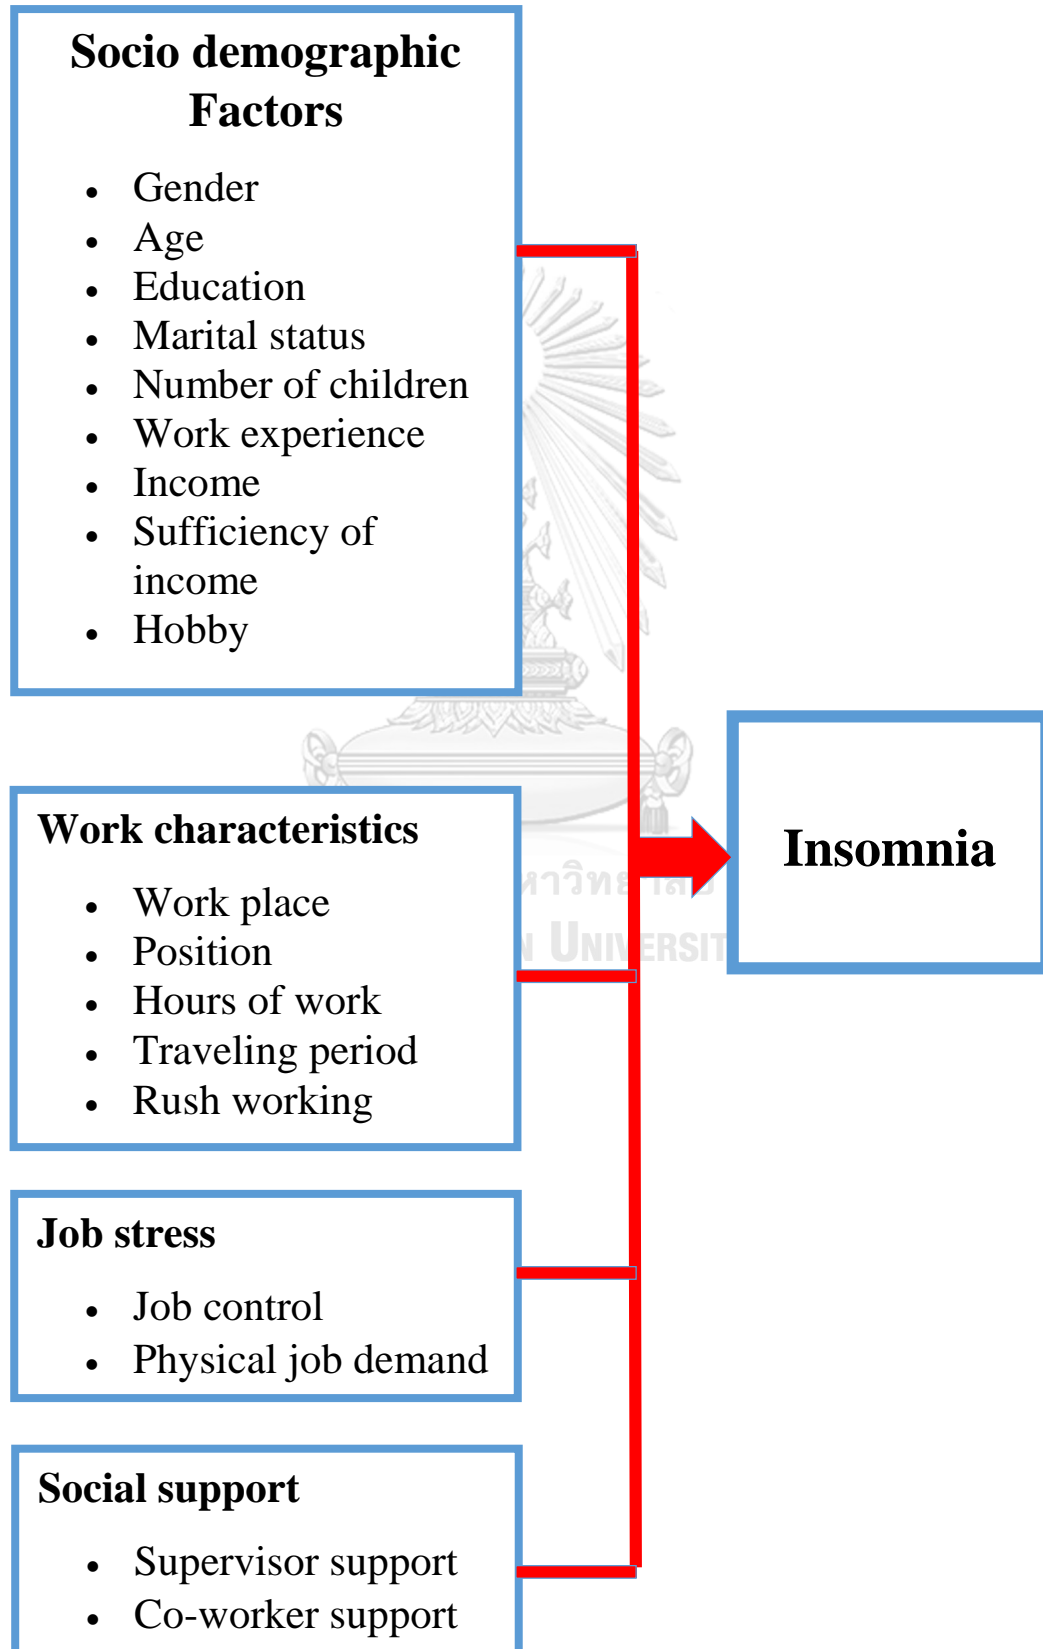 Socio demographic
Factors
• Gender
• Age
• Education
• Marital status
• Number of children
• Work experience
• Income
• Sufficiency of
income
• Hobby
Work characteristics
• Work place
• Position
• Hours of work
• Traveling period
• Rush working
Job stress
• Job control
• Physical job demand
Social support
• Supervisor support
• Co-worker support
Insomnia